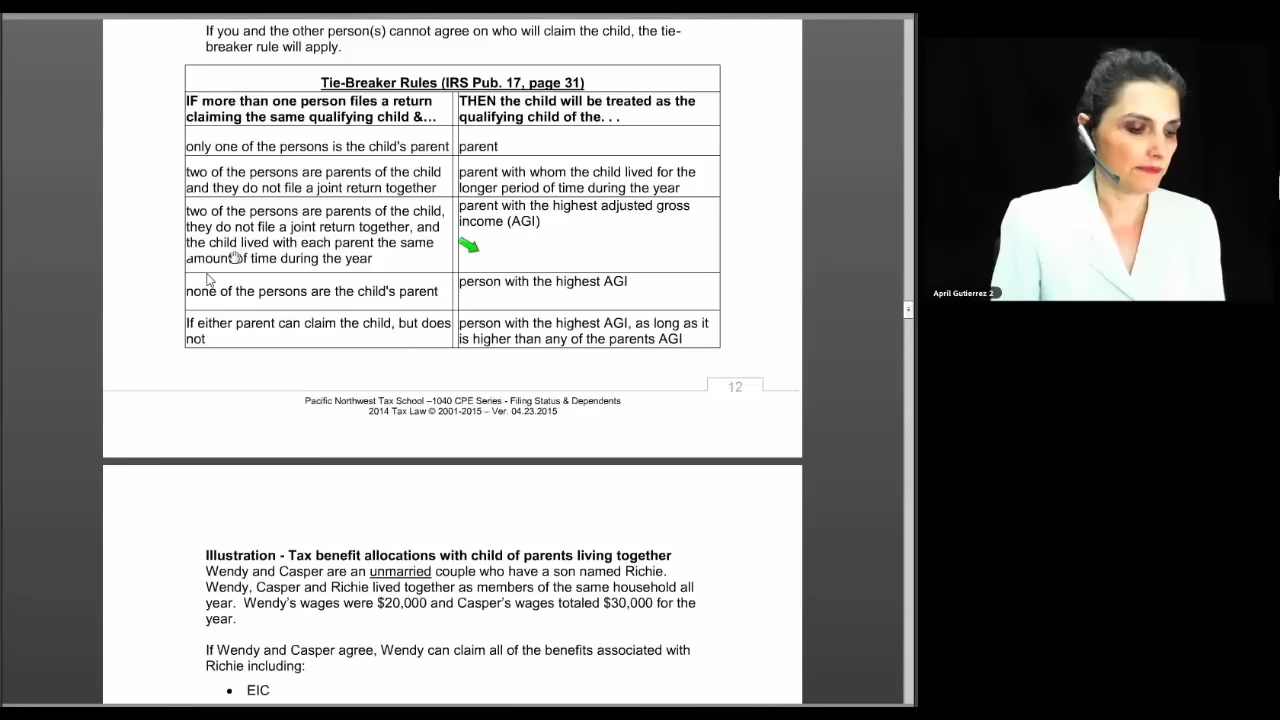 If you and the other person(s) cannot agree on who will claim the child, the tie-
breaker rule will apply.
Tie-Breaker Rules (IRS Pub. 17, page 31)
IF more than one person files a return
claiming the same qualifying child &…
THEN the child will be treated as the
qualifying child of the. . .
only one of the persons is the child's parent
parent
two of the persons are parents of the child
and they do not file a joint return together
parent with whom the child lived for the
longer period of time during the year
two of the persons are parents of the child,
they do not file a joint return together, and
the child lived with each parent the same
amount of time during the year
parent with the highest adjusted gross
income (AGI)
none of the persons are the child's parent
person with the highest AGI
If either parent can claim the child, but does
not
person with the highest AGI, as long as it
is higher than any of the parents AGI
12
Pacific Northwest Tax School –1040 CPE Series - Filing Status & Dependents
2014 Tax Law © 2001-2015 – Ver. 04.23.2015
Illustration - Tax benefit allocations with child of parents living together
Wendy and Casper are an unmarried couple who have a son named Richie.
Wendy, Casper and Richie lived together as members of the same household all
year.  Wendy's wages were $20,000 and Casper's wages totaled $30,000 for the
year.
If Wendy and Casper agree, Wendy can claim all of the benefits associated with
Richie including:
• EIC
April Gutierrez 2